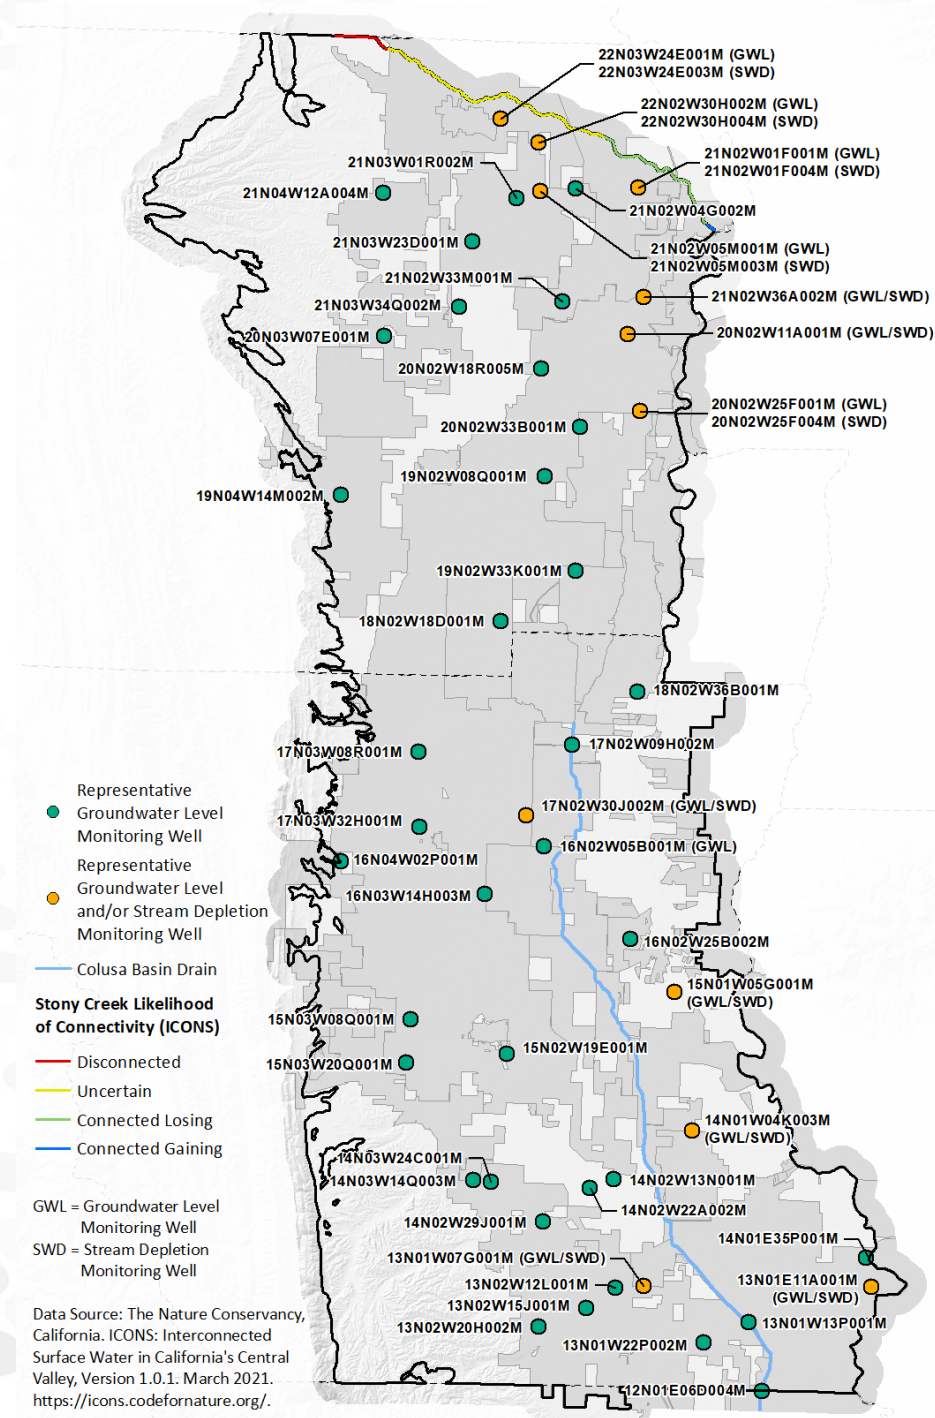 22N03W24E001M (GWL)
22N03W24E003M (SWD)
22N02W30H002M (GWL)
22N02W30H004M (SWD)
21N02W01F001M (GWL)
21N02W01F004M (SWD)
21N03W01R002M
21N04W12A004M
21N02W04G002M
21N03W23D001M
21N02W05M001M (GWL)
21N02W05M003M (SWD)
21N02W33M001M
21N02W36A002M (GWL/SWD)
21N03W34Q002M
20N03W07E001M
20N02W11A001M (GWL/SWD)
20N02W18R005M
20N02W25F001M (GWL)
20N02W25F004M (SWD)
20N02W33B001M
19N02W08Q001M
19N04W14M002M
19N02W33K001M
18N02W18D001M
18N02W36B001M
17N02W09H002M
17N03W08R001M
17N02W30J002M (GWL/SWD)
17N03W32H001M
16N02W05B001M (GWL)
16N04W02P001M
16N03W14H003M
16N02W25B002M
15N01W05G001M
(GWL/SWD)
15N03W08Q001M
15N02W19E001M
15N03W20Q001M
14N01W04K003M
(GWL/SWD)
14N03W24C001M
14N03W14Q003M
14N02W13N001M
14N02W22A002M
14N02W29J001M
14N01E35P001M
13N01W07G001M (GWL/SWD)
13N01E11A001M
(GWL/SWD)
13N02W12L001M
13N02W15J001M
13N01W13P001M
13N02W20H002M
13N01W22P002M
12N01E06D004M
Representative
Groundwater Level
Monitoring Well
Representative
Groundwater Level
and/or Stream Depletion
Monitoring Well
Colusa Basin Drain
Stony Creek Likelihood
of Connectivity (ICONS)
Disconnected
Uncertain
Connected Losing
Connected Gaining
GWL = Groundwater Level
Monitoring Well
SWD = Stream Depletion
Monitoring Well
Data Source: The Nature Conservancy,
California. ICONS: Interconnected
Surface Water in California's Central
Valley, Version 1.0.1. March 2021.
https://icons.codefornature.org/.